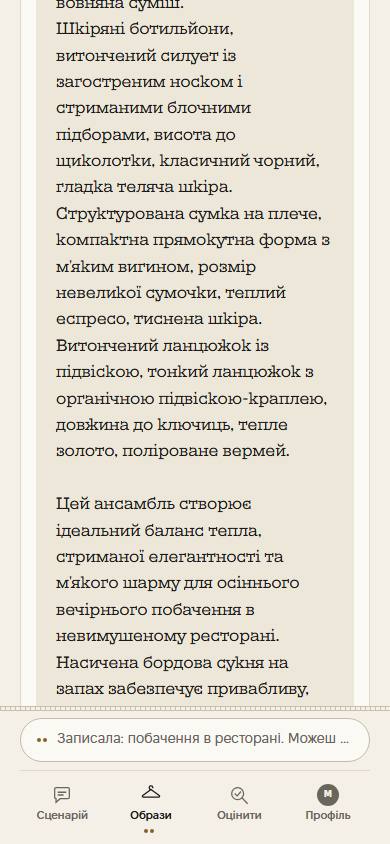 вовняна суміш.
Шкіряні ботильйони,
витончений силует із
загостреним носком і
стриманими блочними
підборами, висота до
щиколотки, класичний чорний,
гладка теляча шкіра.
Структурована сумка на плече,
компактна прямокутна форма з
м'яким вигином, розмір
невеликої сумочки, теплий
еспресо, тиснена шкіра.
Витончений ланцюжок із
підвіскою, тонкий ланцюжок з
органічною підвіскою-краплею,
довжина до ключиць, тепле
золото, поліроване вермей.

Цей ансамбль створює
ідеальний баланс тепла,
стриманої елегантності та
м'якого шарму для осіннього
вечірнього побачення в
невимушеному ресторані.
Насичена бордова сукня на
запах забезпечує привабливу,
Записала: побачення в ресторані. Можеш ...
Сценарій Образи Оцінити М Профіль